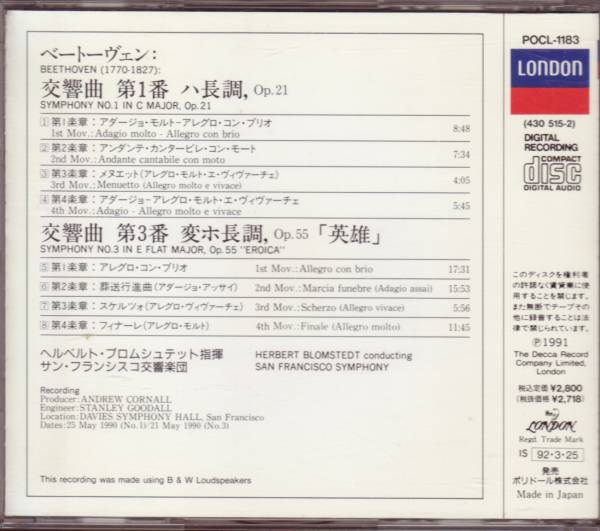 ベートーヴェン:
BEETHOVEN (1770-1827):
交響曲 第1番 ハ長調, Op.21
SYMPHONY NO.1 IN C MAJOR, Op.21
①第1楽章：アダージョ・モルト−アレグロ・コン・ブリオ
1st Mov.:Adagio molto - Allegro con brio 8:48
②第2楽章：アンダンテ・カンタービレ・コン・モート
2nd Mov.:Andante cantabile con moto 7:34
③第3楽章：メヌエット(アレグロ・モルト・エ・ヴィヴァーチェ)
3rd Mov.:Menuetto (Allegro molto e vivace) 4:05
④第4楽章：アダージョ−アレグロ・モルト・エ・ヴィヴァーチェ
4th Mov.:Adagio - Allegro molto e vivace 5:45
交響曲 第3番 変ホ長調, Op.55「英雄」
SYMPHONY NO.3 IN E FLAT MAJOR, Op.55 "EROICA"
⑤第1楽章：アレグロ・コン・ブリオ 1st Mov.:Allegro con brio 17:31
⑥第2楽章：葬送行進曲(アダージョ・アッサイ) 2nd Mov.:Marcia funebre (Adagio assai) 15:53
⑦第3楽章：スケルツォ(アレグロ・ヴィヴァーチェ) 3rd Mov.:Scherzo (Allegro vivace) 5:56
⑧第4楽章：フィナーレ(アレグロ・モルト) 4th Mov.:Finale (Allegro molto) 11:45
ヘルベルト・ブロムシュテット指揮 HERBERT BLOMSTEDT conducting
サン・フランシスコ交響楽団 SAN FRANCISCO SYMPHONY
Recording
Producer:ANDREW CORNALL
Engineer:STANLEY GOODALL
Location:DAVIES SYMPHONY HALL, San Francisco
Dates:25 May 1990 (No.1)/21 May 1990 (No.3)
This recording was made using B & W Loudspeakers
POCL-1183
LONDON
(430 515-2)
DIGITAL
RECORDING
COMPACT
disc
DIGITAL AUDIO
このディスクを権利者
の許諾なく賃貸業に使
用することを禁じます。
また無断でテープその
他に録音することは法
律で禁じられています。
Ⓟ1991
The Decca Record
Company Limited,
London
税込定価¥2,800
(税抜価格¥2,718)
LONDON
Regd. Trade Mark
IS 92・3・25
発売
ポリドール株式会社
Made in Japan